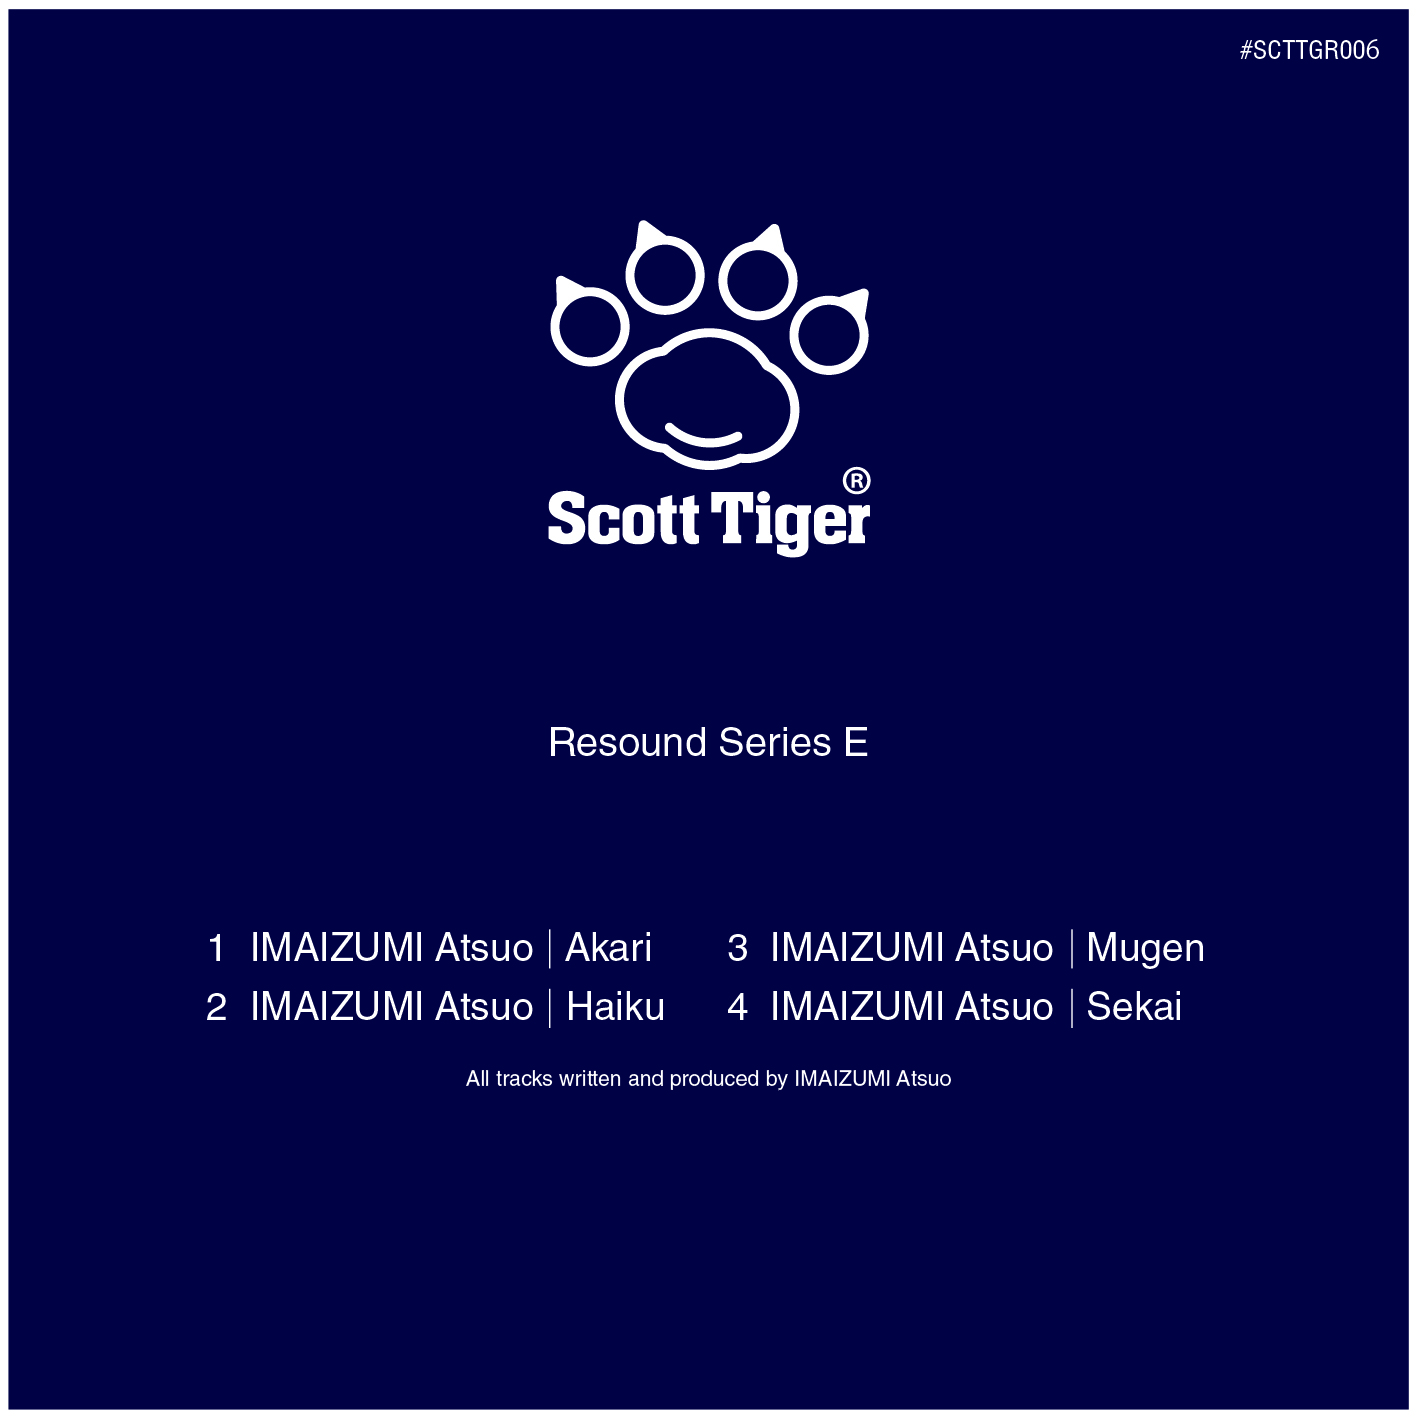 #SCTTGR006
Scott Tiger®
Resound Series E
1 IMAIZUMI Atsuo | Akari
2 IMAIZUMI Atsuo | Haiku
3 IMAIZUMI Atsuo | Mugen
4 IMAIZUMI Atsuo | Sekai
All tracks written and produced by IMAIZUMI Atsuo